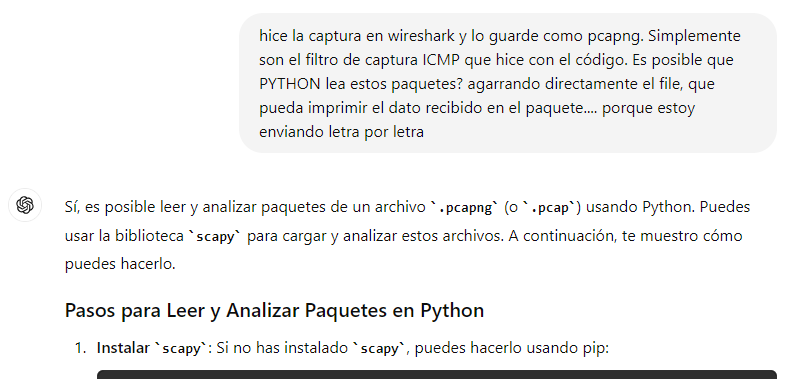 hice la captura en wireshark y lo guarde como pcapng. Simplemente
son el filtro de captura ICMP que hice con el código. Es posible que
PYTHON lea estos paquetes? agarrando directamente el file, que
pueda imprimir el dato recibido en el paquete.... porque estoy
enviando letra por letra
Sí, es posible leer y analizar paquetes de un archivo `.pcapng` (o `.pcap`) usando Python. Puedes
usar la biblioteca `scapy` para cargar y analizar estos archivos. A continuación, te muestro cómo
puedes hacerlo.
Pasos para Leer y Analizar Paquetes en Python
1. Instalar `scapy`: Si no has instalado `scapy`, puedes hacerlo usando pip: